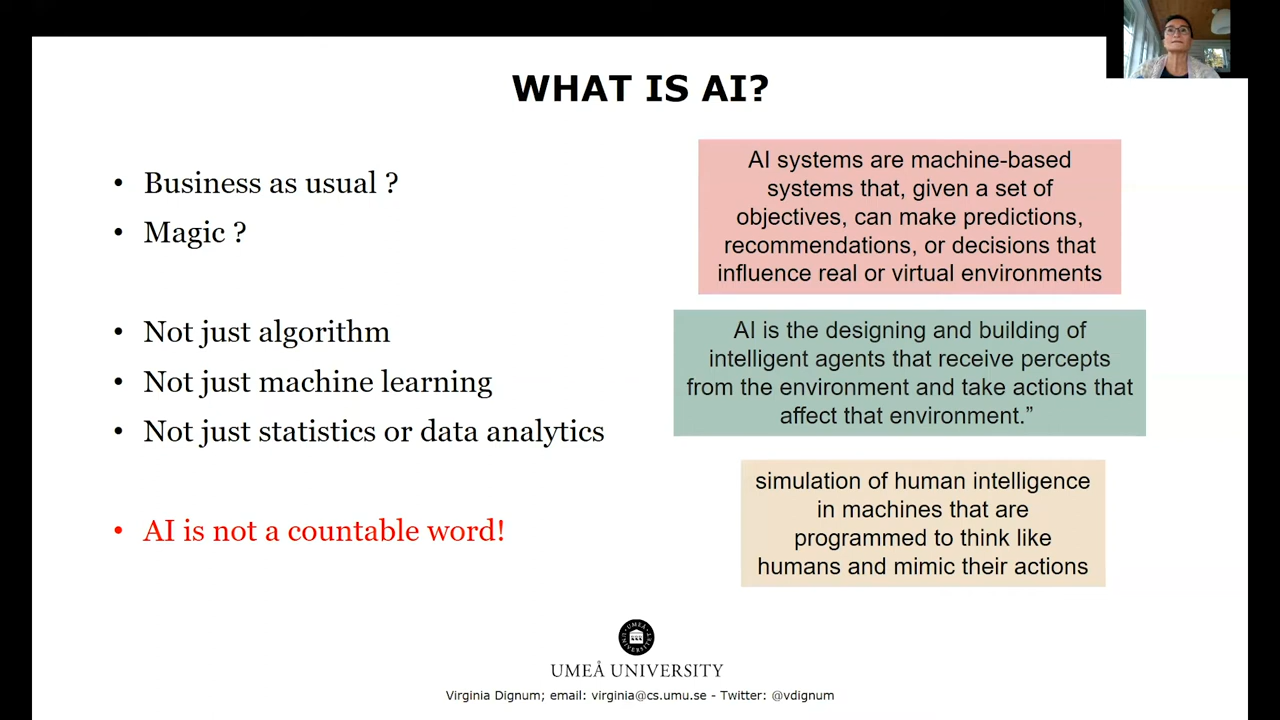 WHAT IS AI?
• Business as usual ?
• Magic ?
• Not just algorithm
• Not just machine learning
• Not just statistics or data analytics
• AI is not a countable word!
AI systems are machine-based
systems that, given a set of
objectives, can make predictions,
recommendations, or decisions that
influence real or virtual environments
AI is the designing and building of
intelligent agents that receive percepts
from the environment and take actions that
affect that environment.”
simulation of human intelligence
in machines that are
programmed to think like
humans and mimic their actions
UMEÅ UNIVERSITY
Virginia Dignum; email: virginia@cs.umu.se - Twitter: @vdignum